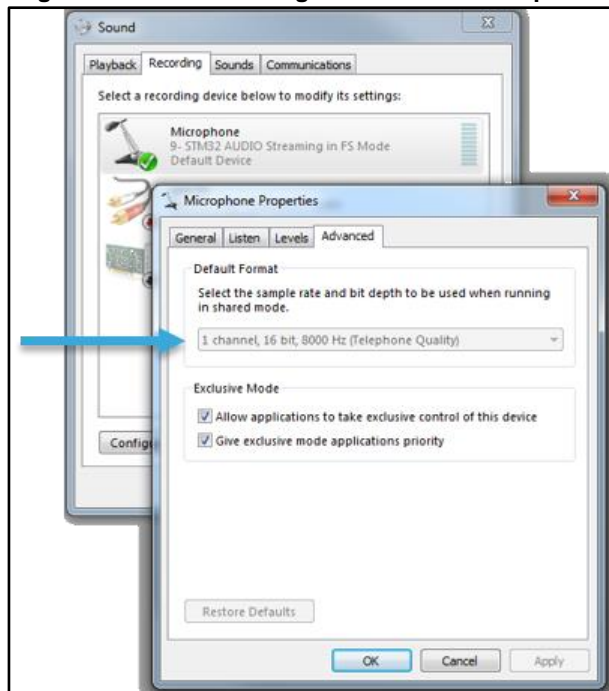 Sound
Playback Recording Sounds Communications
Select a recording device below to modify its settings:
Microphone
9- STM32 AUDIO Streaming in FS Mode
Default Device
Microphone Properties
General Listen Levels Advanced
Default Format
Select the sample rate and bit depth to be used when running
in shared mode.
1 channel, 16 bit, 8000 Hz (Telephone Quality)
Exclusive Mode
Allow applications to take exclusive control of this device
Give exclusive mode applications priority
Restore Defaults
OK Cancel Apply